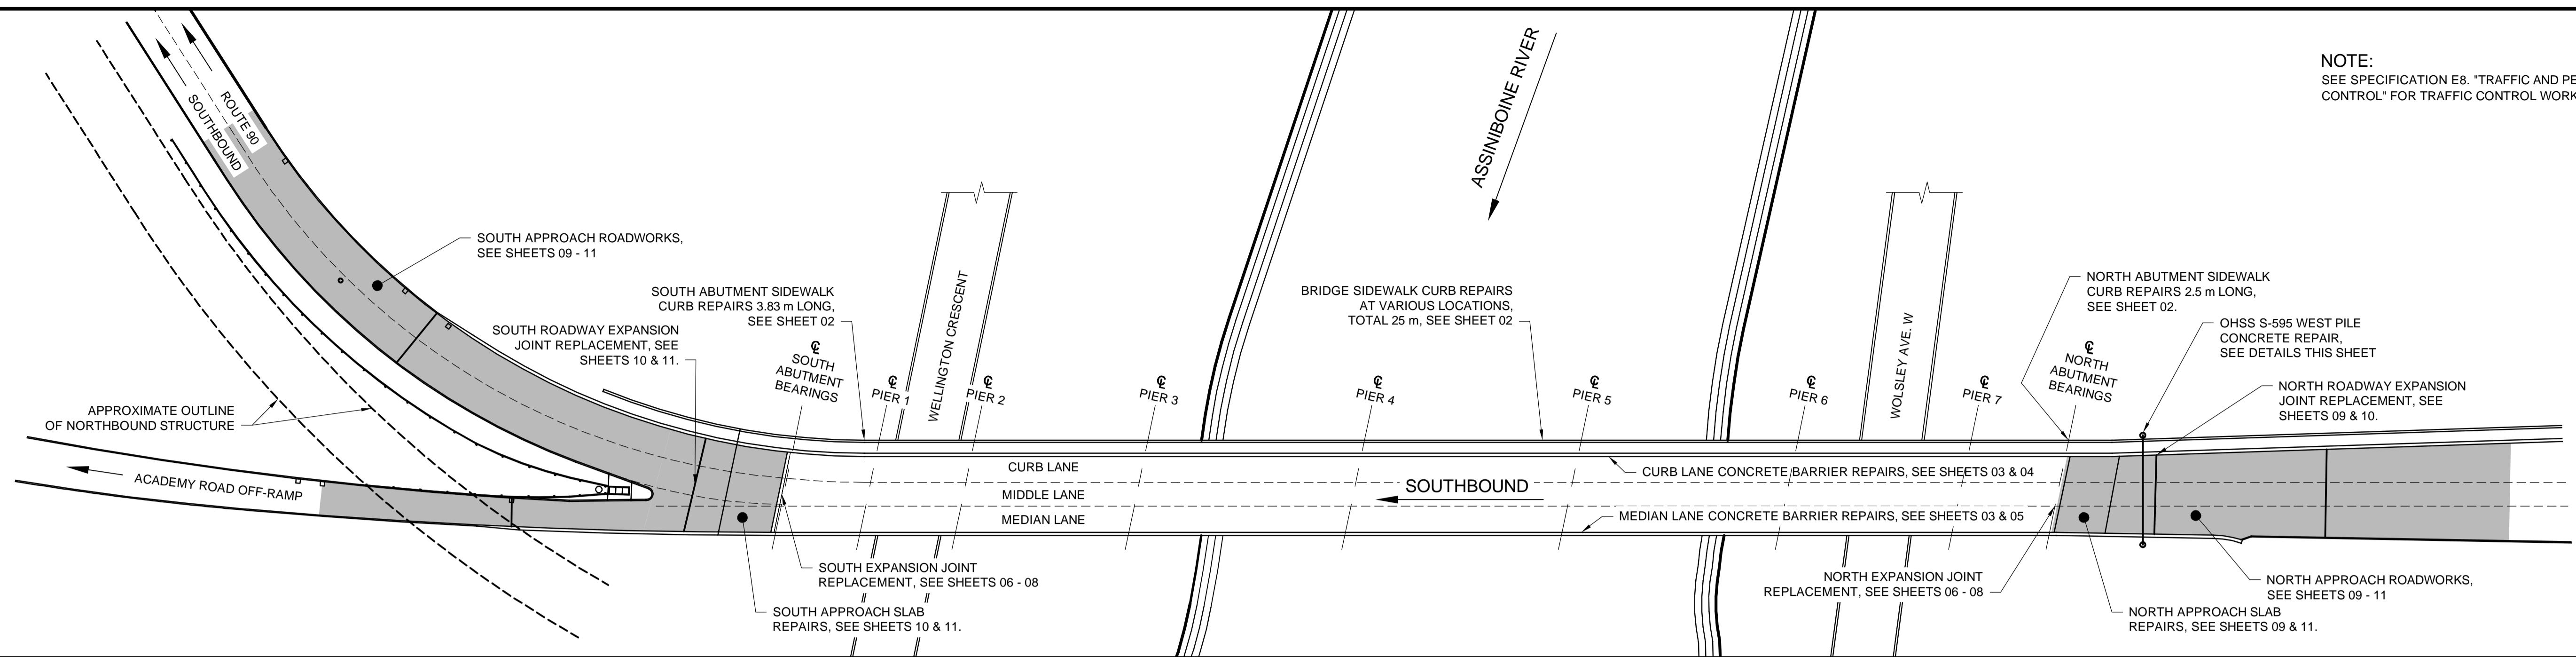 NOTE:
SEE SPECIFICATION E8. "TRAFFIC AND
CONTROL" FOR TRAFFIC CONTROL
ROUTE 90
SOUTHBOUND
ASSINIBOINE RIVER
SOUTH APPROACH ROADWORKS,
SEE SHEETS 09 - 11
SOUTH ABUTMENT SIDEWALK
CURB REPAIRS 3.83 m LONG,
SEE SHEET 02
SOUTH ROADWAY EXPANSION
JOINT REPLACEMENT, SEE
SHEETS 10 & 11.
℄
SOUTH
ABUTMENT
BEARINGS
℄
PIER 1
WELLINGTON CRESCENT
℄
PIER 2
℄
PIER 3
BRIDGE SIDEWALK CURB REPAIRS
AT VARIOUS LOCATIONS,
TOTAL 25 m, SEE SHEET 02
℄
PIER 4
℄
PIER 5
℄
PIER 6
WOLSLEY AVE. W
℄
PIER 7
℄
NORTH
ABUTMENT
BEARINGS
NORTH ABUTMENT SIDEWALK
CURB REPAIRS 2.5 m LONG,
SEE SHEET 02.
OHSS S-595 WEST PILE
CONCRETE REPAIR,
SEE DETAILS THIS SHEET
NORTH ROADWAY EXPANSION
JOINT REPLACEMENT, SEE
SHEETS 09 & 10.
APPROXIMATE OUTLINE
OF NORTHBOUND STRUCTURE
ACADEMY ROAD OFF-RAMP
CURB LANE
MIDDLE LANE
MEDIAN LANE
SOUTHBOUND
CURB LANE CONCRETE BARRIER REPAIRS, SEE SHEETS 03 & 04
MEDIAN LANE CONCRETE BARRIER REPAIRS, SEE SHEETS 03 & 05
SOUTH EXPANSION JOINT
REPLACEMENT, SEE SHEETS 06 - 08
SOUTH APPROACH SLAB
REPAIRS, SEE SHEETS 10 & 11.
NORTH EXPANSION JOINT
REPLACEMENT, SEE SHEETS 06 - 08
NORTH APPROACH ROADWORKS,
SEE SHEETS 09 - 11
NORTH APPROACH SLAB
REPAIRS, SEE SHEETS 09 & 11.